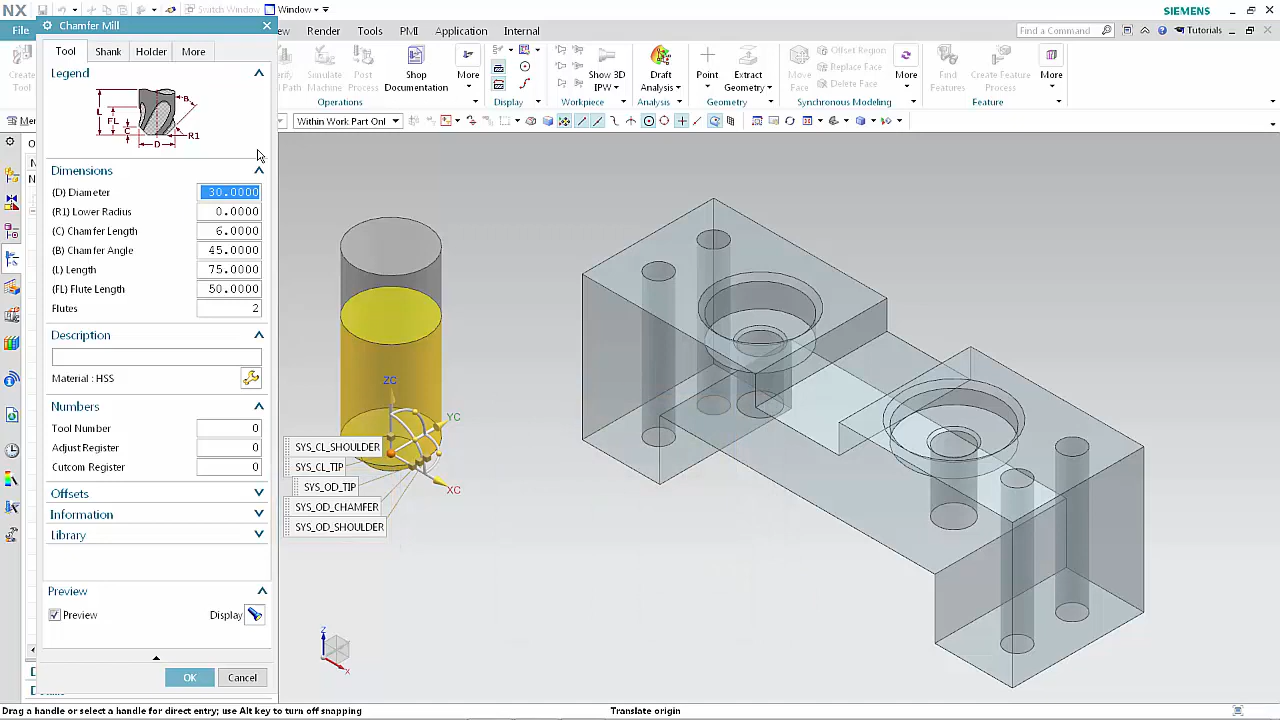 NX
Switch Window
Window
SIEMENS
Chamfer Mill
File
Render
Tools
PMI
Application
Internal
Find a Command
Tutorials
Tool
Shank
Holder
More
Legend
L
FL
C
B
R1
D
Create
Tool
Path
Simulate
Machine
Post
Process
Shop
Documentation
More
Operations
Display
Show 3D
IPW
Workpiece
Draft
Analysis
Analysis
Point
Extract
Geometry
Geometry
Move
Face
Offset Region
Replace Face
Delete Face
More
Synchronous Modeling
Find
Features
Create Feature
Process
More
Feature
Within Work Part Onl
Dimensions
(D) Diameter 30.0000
(R1) Lower Radius 0.0000
(C) Chamfer Length 6.0000
(B) Chamfer Angle 45.0000
(L) Length 75.0000
(FL) Flute Length 50.0000
Flutes 2
Description
Material : HSS
Numbers
Tool Number 0
Adjust Register 0
Cutcom Register 0
Offsets
Information
Library
Preview
Preview
Display
OK
Cancel
ZC
YC
XC
SYS_CL_SHOULDER
SYS_CL_TIP
SYS_OD_TIP
SYS_OD_CHAMFER
SYS_OD_SHOULDER
Z
X
Drag a handle or select a handle for direct entry; use Alt key to turn off snapping
Translate origin